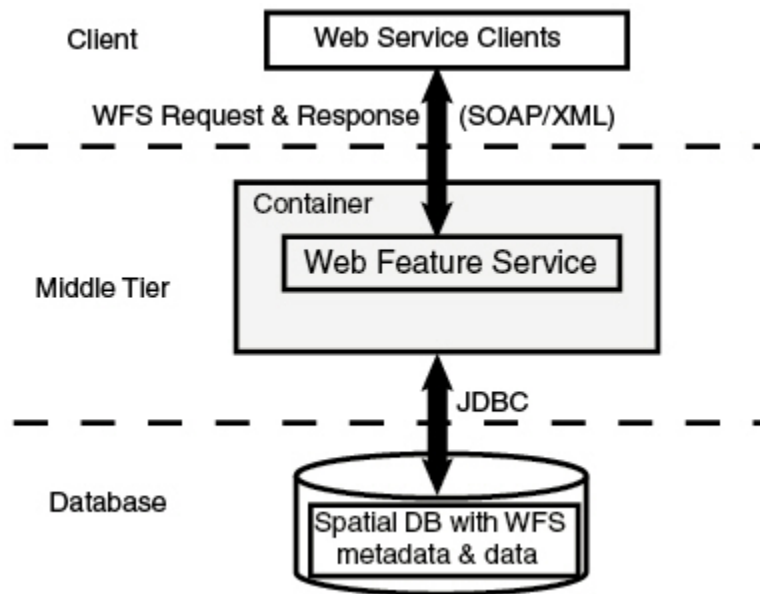 Client
Web Service Clients
WFS Request & Response
(SOAP/XML)
Container
Web Feature Service
Middle Tier
JDBC
Database
Spatial DB with WFS
metadata & data